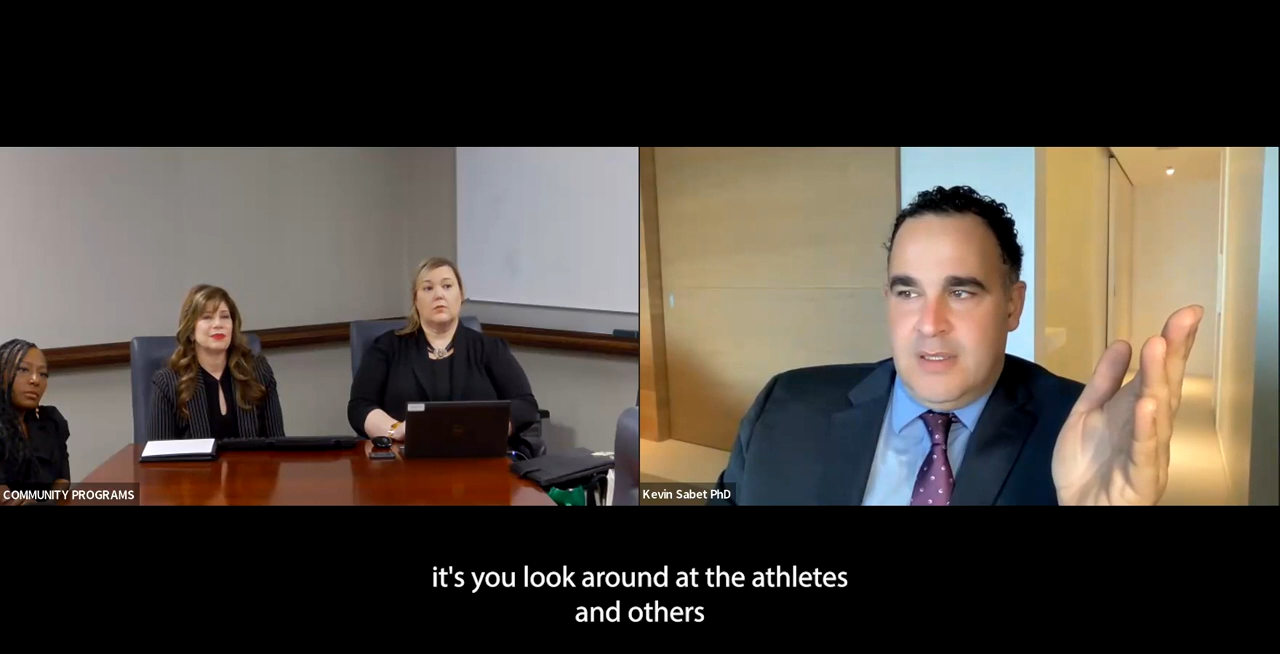 COMMUNITY PROGRAMS
Kevin Sabet PhD
it's you look around at the athletes
and others